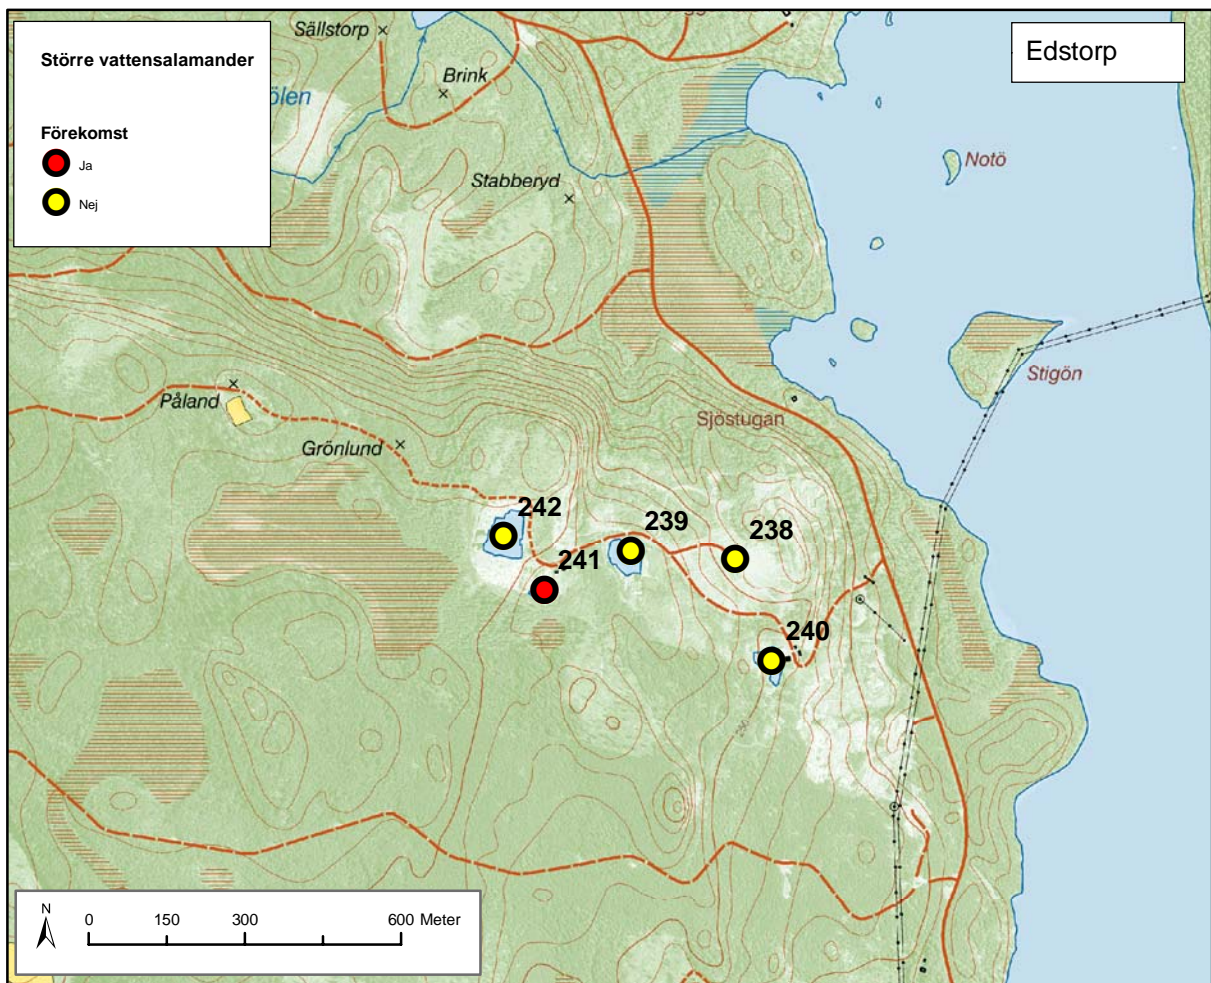 Större vattensalamander
Förekomst
Ja
Nej
Edstorp
Sällstorp
Brink
ölen
Stabberyd
Notö
Stigön
Påland
Sjöstugan
Grönlund
242
239
238
241
240
N
0 150 300 600 Meter